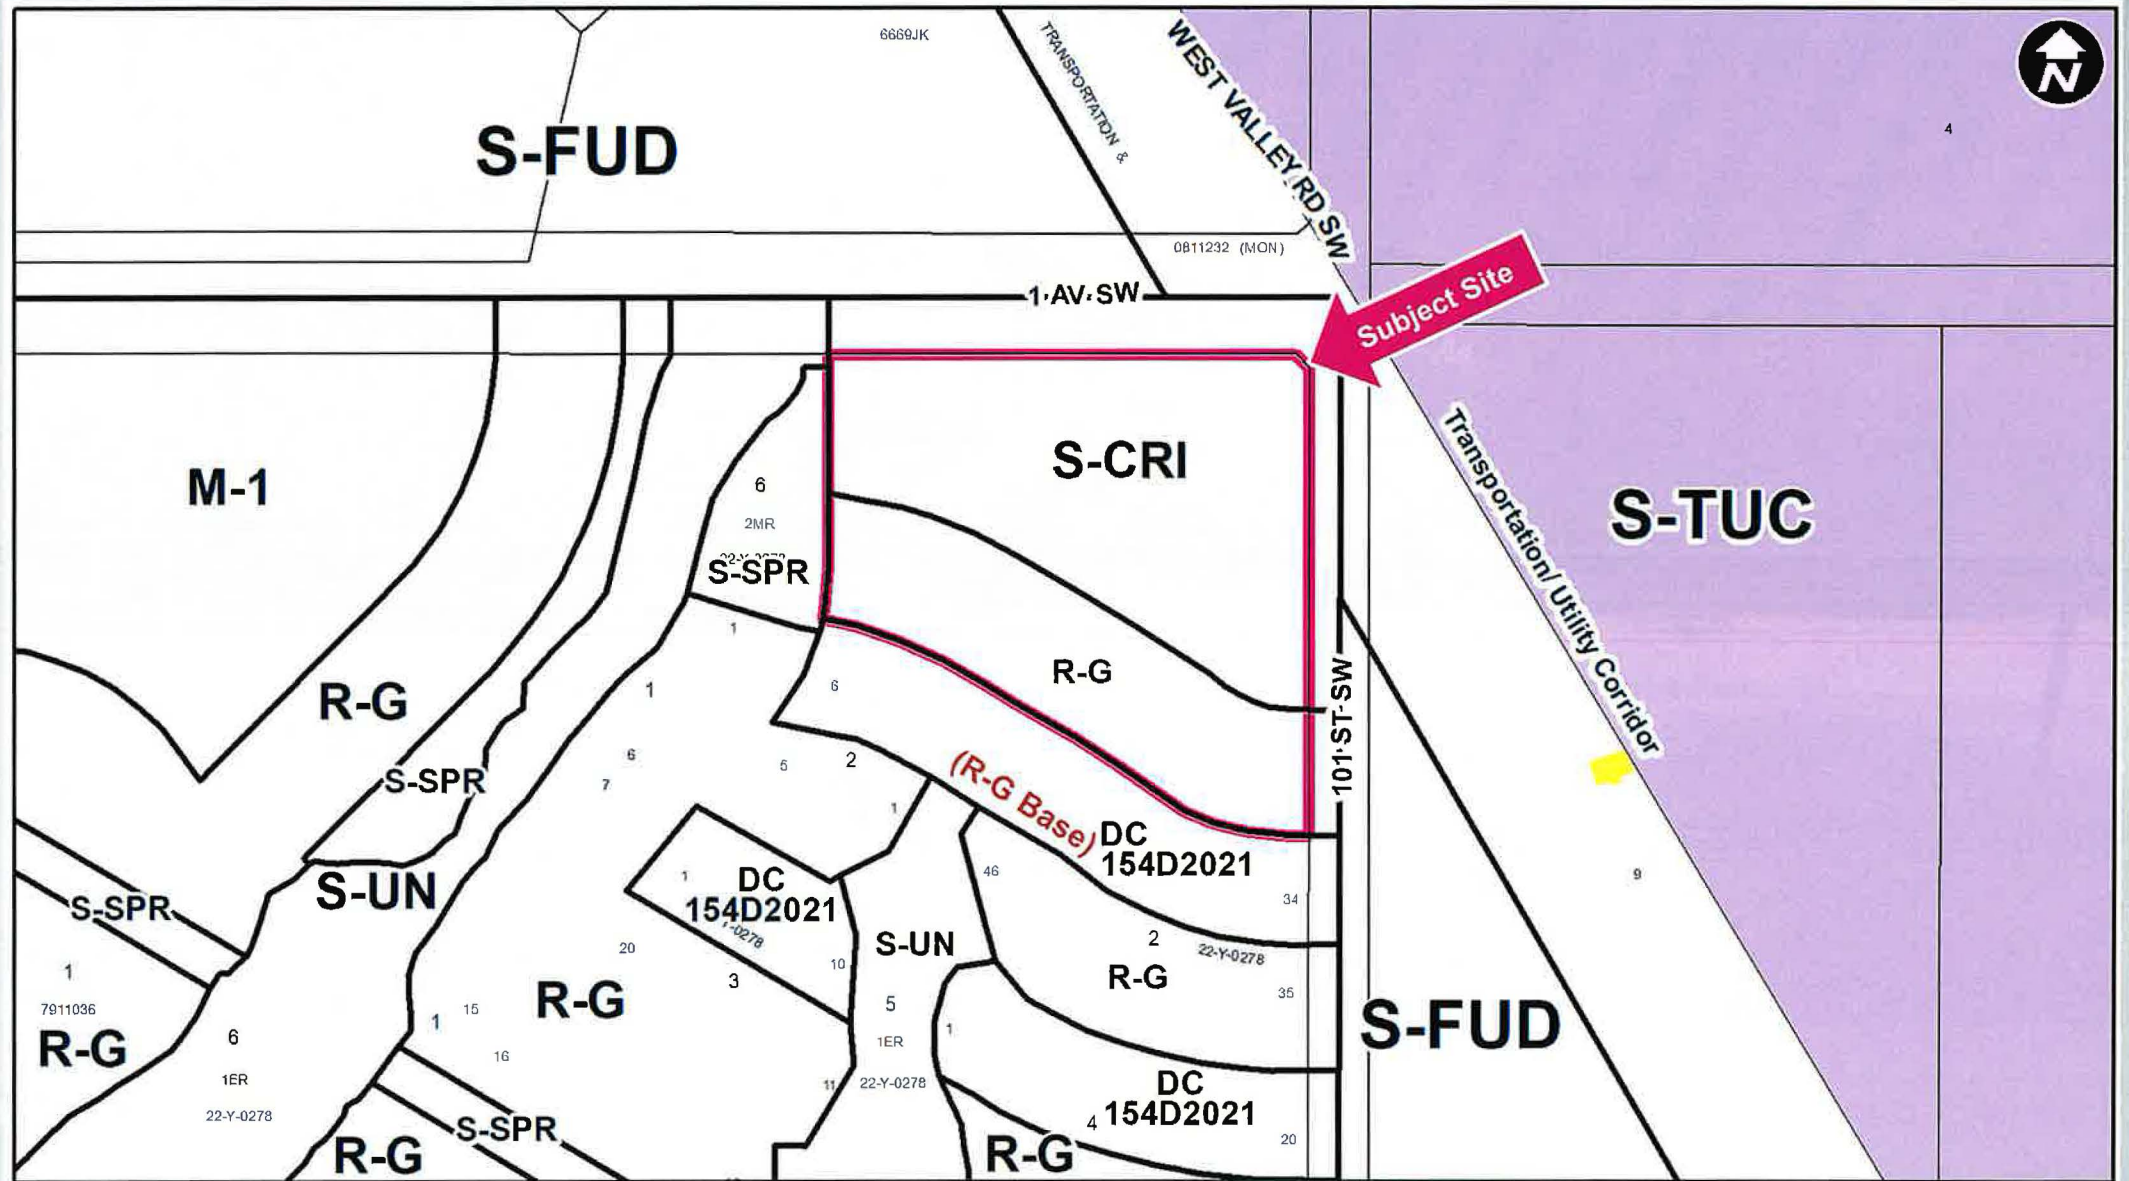 6669JK
TRANSPORTATION &
WEST VALLEY RD SW
N
4
S-FUD
0811232 (MON)
1 AV SW
Subject Site
S-CRI
M-1
6
2MR
S-SPR
Transportation/ Utility Corridor
S-TUC
1
R-G
6
1
R-G
101 ST SW
6
7
5
2
1
S-SPR
(R-G Base)
DC
154D2021
46
34
9
1
DC
154D2021
-0278
S-UN
S-SPR
20
10
S-UN
2
22-Y-0278
R-G
35
1
7911036
R-G
3
R-G
15
1
16
5
1ER
22-Y-0278
1
S-FUD
6
1ER
22-Y-0278
11
DC
154D2021
4
20
S-SPR
R-G
R-G